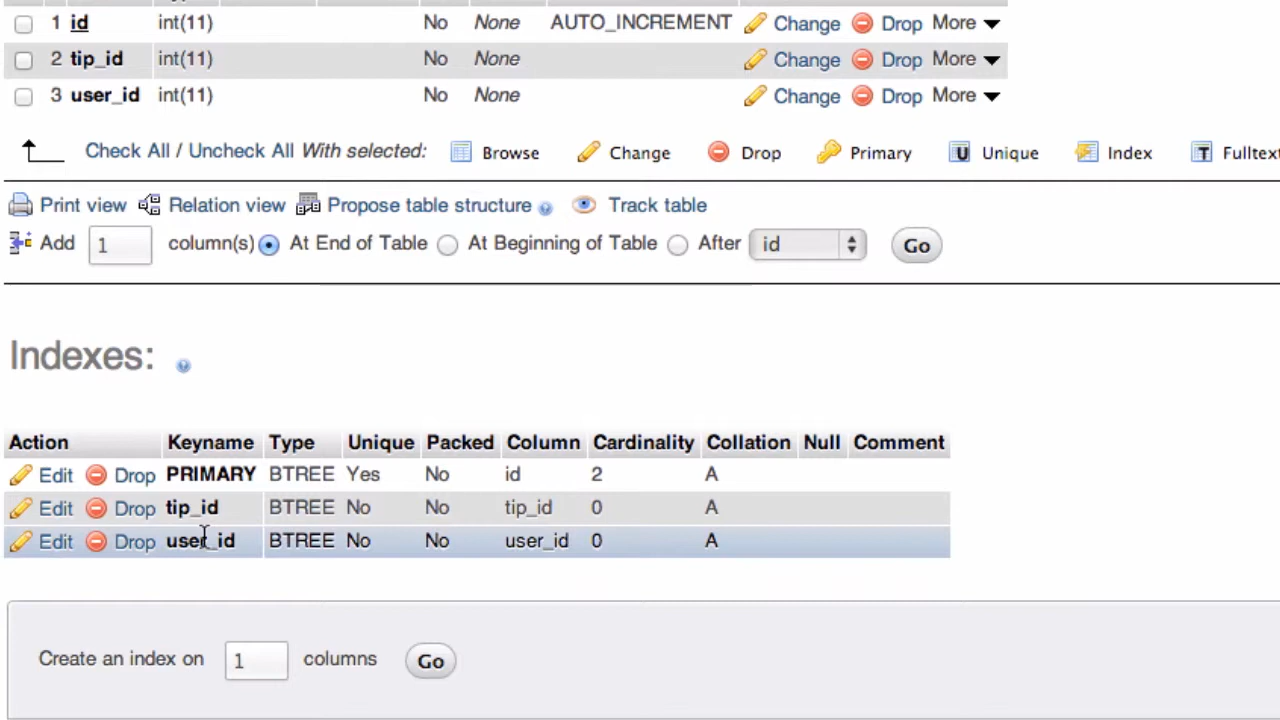 1 id int(11) No None AUTO_INCREMENT Change Drop More
2 tip_id int(11) No None Change Drop More
3 user_id int(11) No None Change Drop More
Check All / Uncheck All With selected: Browse Change Drop Primary Unique Index Fulltext
Print view Relation view Propose table structure Track table
Add 1 column(s) At End of Table At Beginning of Table After id Go
Indexes:
Action Keyname Type Unique Packed Column Cardinality Collation Null Comment
Edit Drop PRIMARY BTREE Yes No id 2 A
Edit Drop tip_id BTREE No No tip_id 0 A
Edit Drop user_id BTREE No No user_id 0 A
Create an index on 1 columns Go